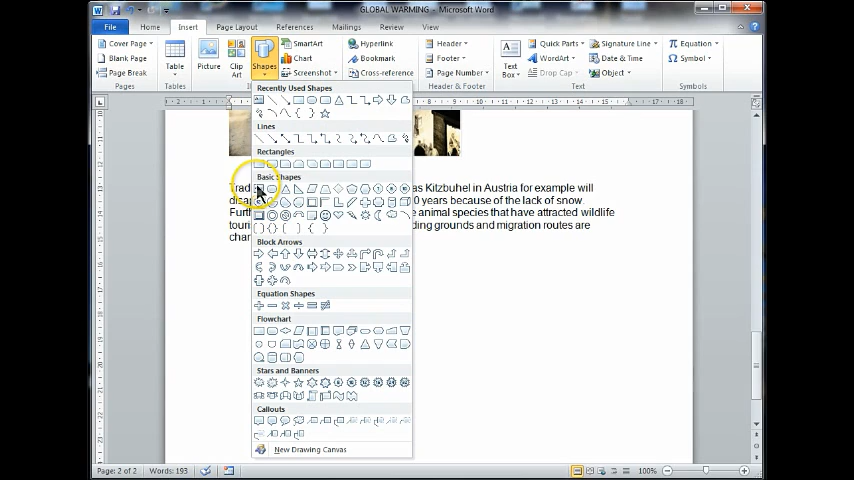 GLOBAL WARMING - Microsoft Word
File Home Insert Page Layout References Mailings Review View
Cover Page
Blank Page
Page Break
Pages
Table
Tables
Picture
Clip
Art
Shapes
SmartArt
Chart
Screenshot
Hyperlink
Bookmark
Cross-reference
Header
Footer
Page Number
Text
Box
Quick Parts
WordArt
Drop Cap
Signature Line
Date & Time
Object
Text
Equation
Symbol
Symbols
Recently Used Shapes
Lines
Rectangles
Basic Shapes
Block Arrows
Equation Shapes
Flowchart
Stars and Banners
Callouts
New Drawing Canvas
as Kitzbuhel in Austria for example will
0 years because of the lack of snow.
e animal species that have attracted wildlife
ding grounds and migration routes are
Page: 2 of 2 Words: 193 100%